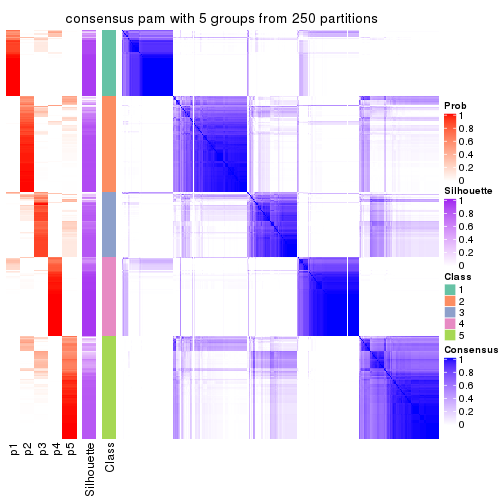 consensus pam with 5 groups from 250 partitions
Prob
1
0.8
0.6
0.4
0.2
0
Silhouette
1
0.8
0.6
0.4
0.2
0
Class
1
2
3
4
5
Consensus
1
0.8
0.6
0.4
0.2
0
p1
p2
p3
p4
p5
Silhouette
Class